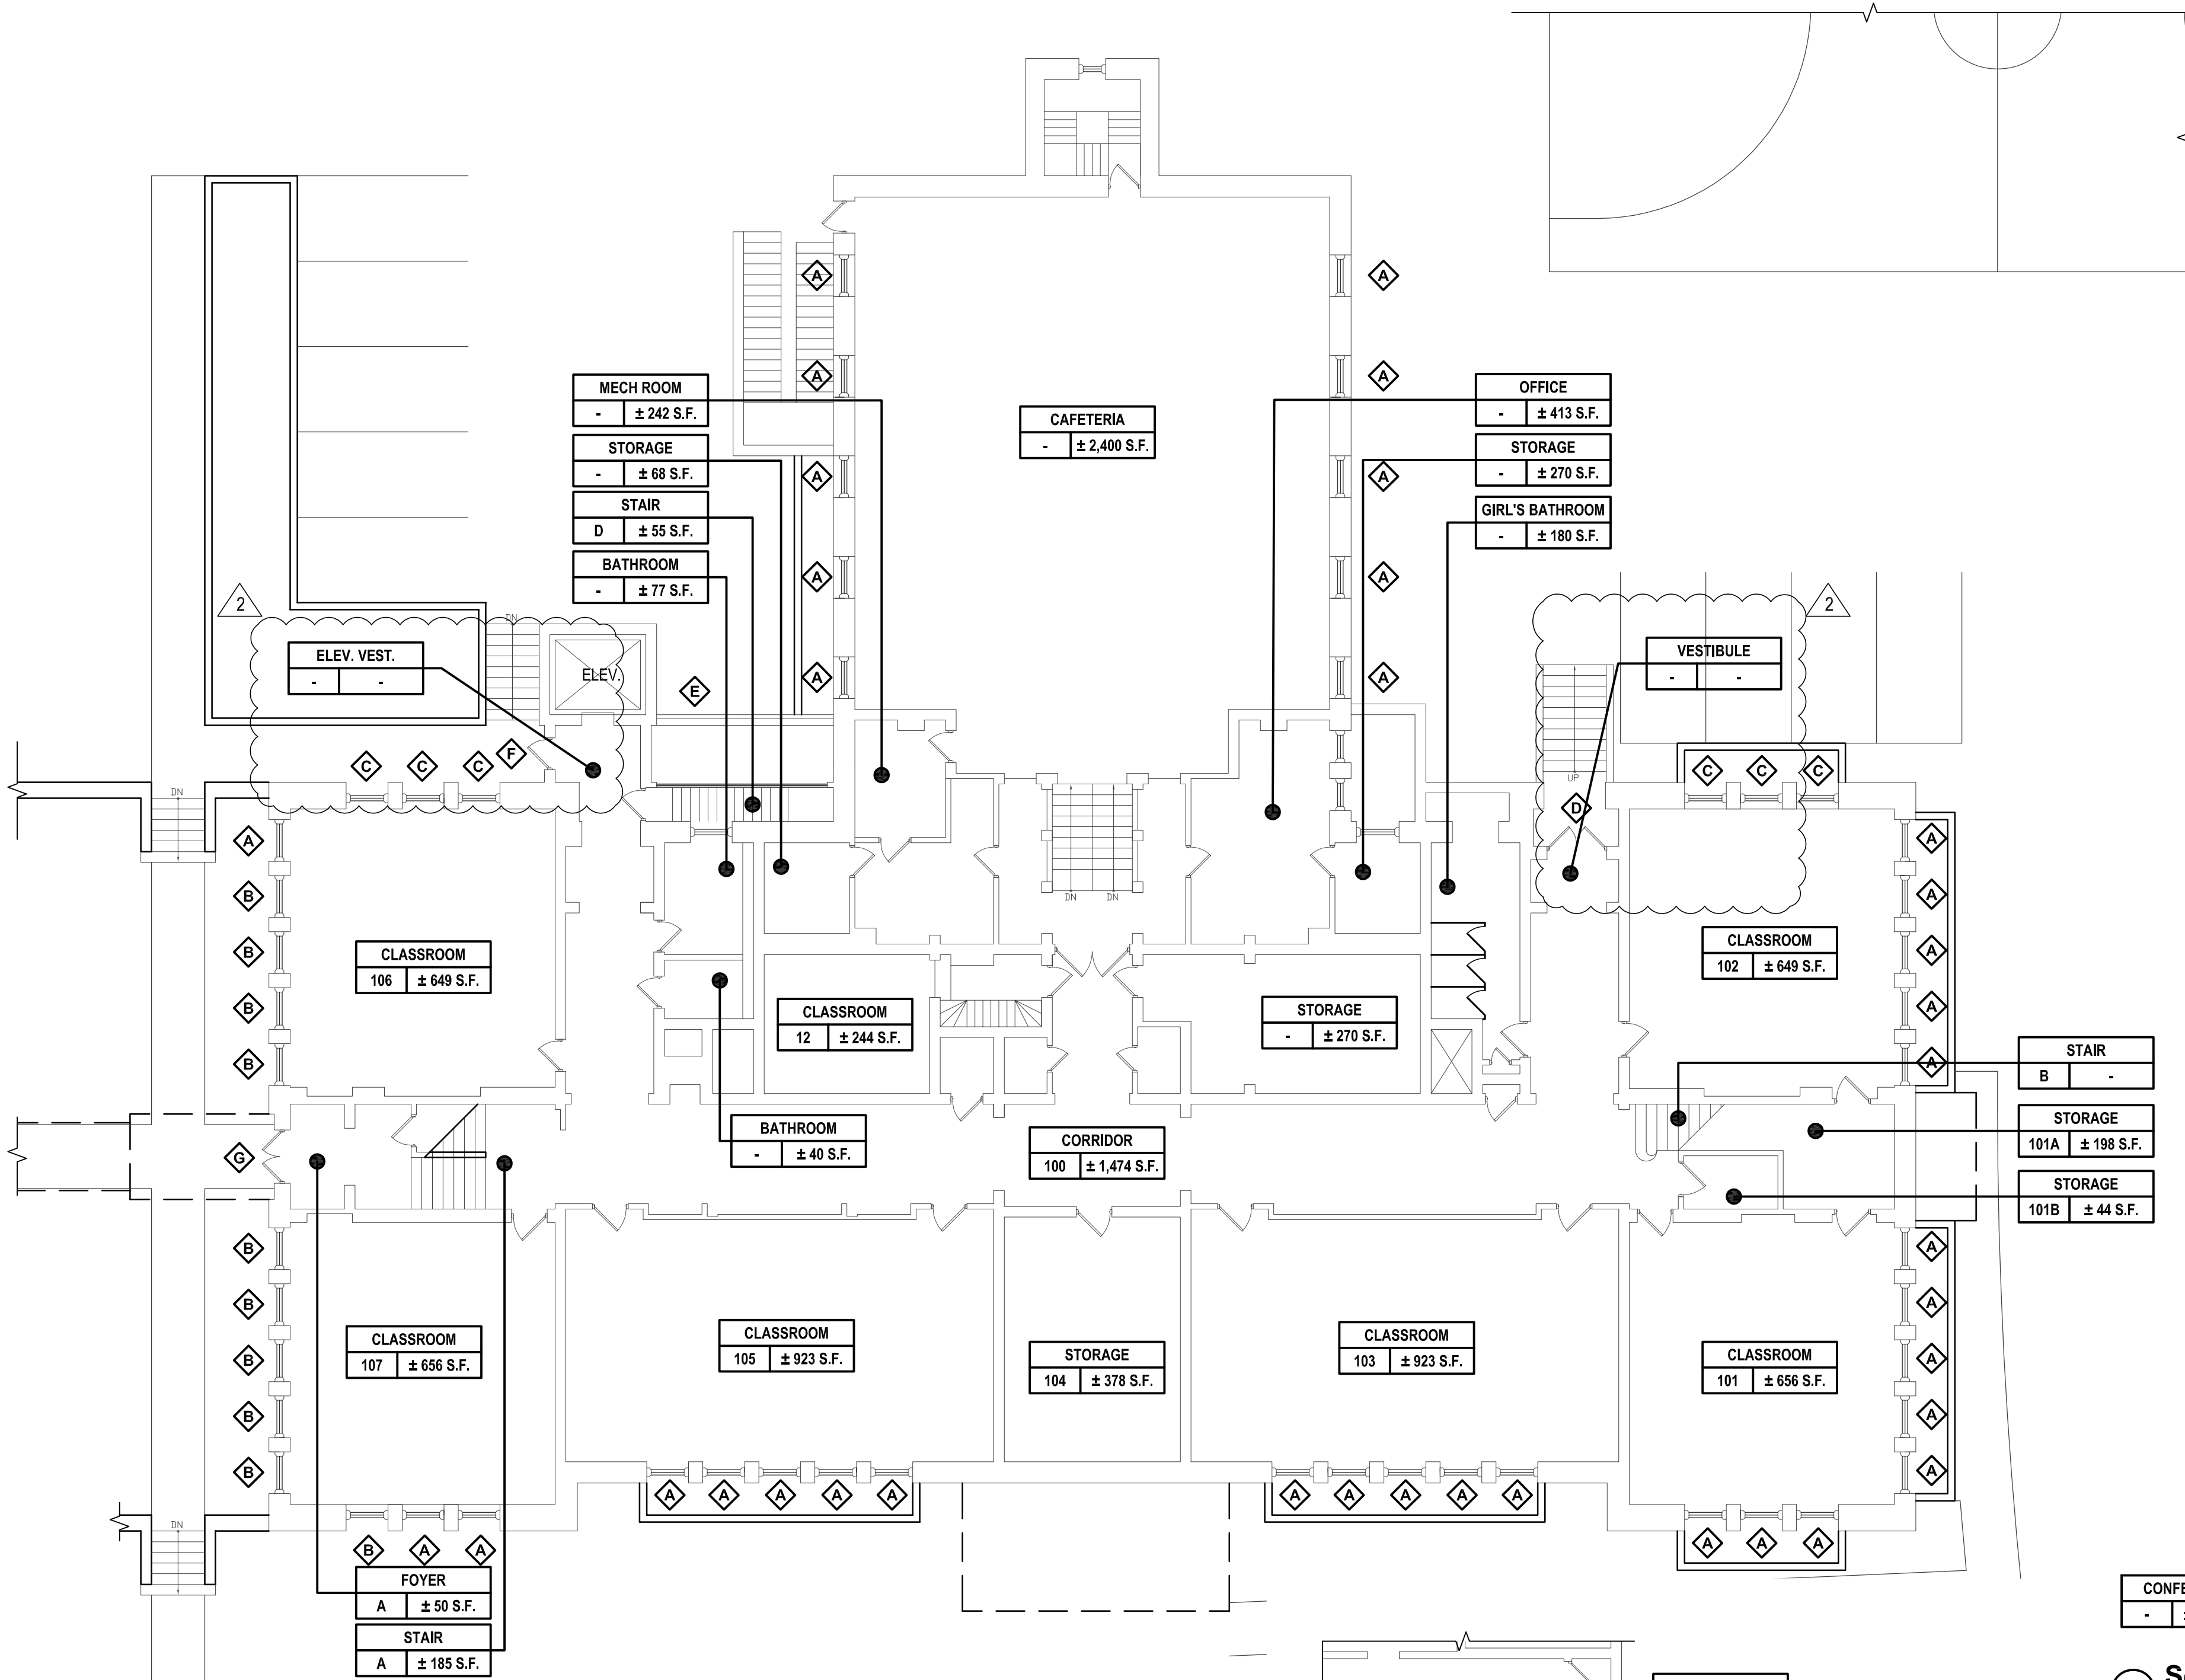 A A
MECH ROOM
- ± 242 S.F.
A A
OFFICE
- ± 413 S.F.
CAFETERIA
- ± 2,400 S.F.
STORAGE
- ± 68 S.F.
A A
STORAGE
- ± 270 S.F.
STAIR
D ± 55 S.F.
GIRL'S BATHROOM
- ± 180 S.F.
BATHROOM
- ± 77 S.F.
A A
2 2
DN
ELEV. VEST.
- -
ELEV.
E
A A
VESTIBULE
- -
C C C F
C C C
UP
DN
D
A A
B A
DN DN
CLASSROOM
106 ± 649 S.F.
B A
CLASSROOM
102 ± 649 S.F.
CLASSROOM
12 ± 244 S.F.
STORAGE
- ± 270 S.F.
B A
B A
STAIR
B -
BATHROOM
- ± 40 S.F.
CORRIDOR
100 ± 1,474 S.F.
STORAGE
101A ± 198 S.F.
G
STORAGE
101B ± 44 S.F.
B A
B A
CLASSROOM
107 ± 656 S.F.
CLASSROOM
105 ± 923 S.F.
STORAGE
104 ± 378 S.F.
CLASSROOM
103 ± 923 S.F.
CLASSROOM
101 ± 656 S.F.
B A
B A
B A
A A A A A
A A A A A
DN
B A A
A A A
FOYER
A ± 50 S.F.
STAIR
A ± 185 S.F.
-